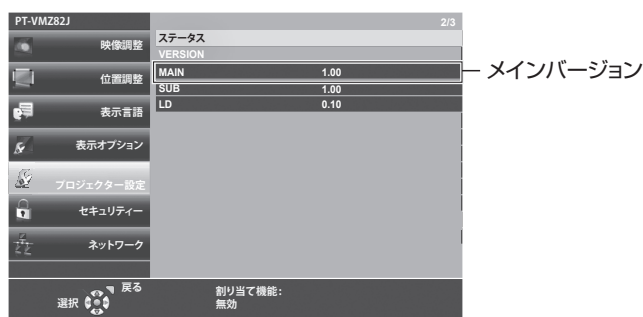 PT-VMZ82J 2/3
映像調整
位置調整
表示言語
表示オプション
プロジェクター設定
セキュリティー
ネットワーク
ステータス
VERSION
MAIN 1.00
SUB 1.00
LD 0.10
メインバージョン
戻る
選択
割り当て機能：
無効